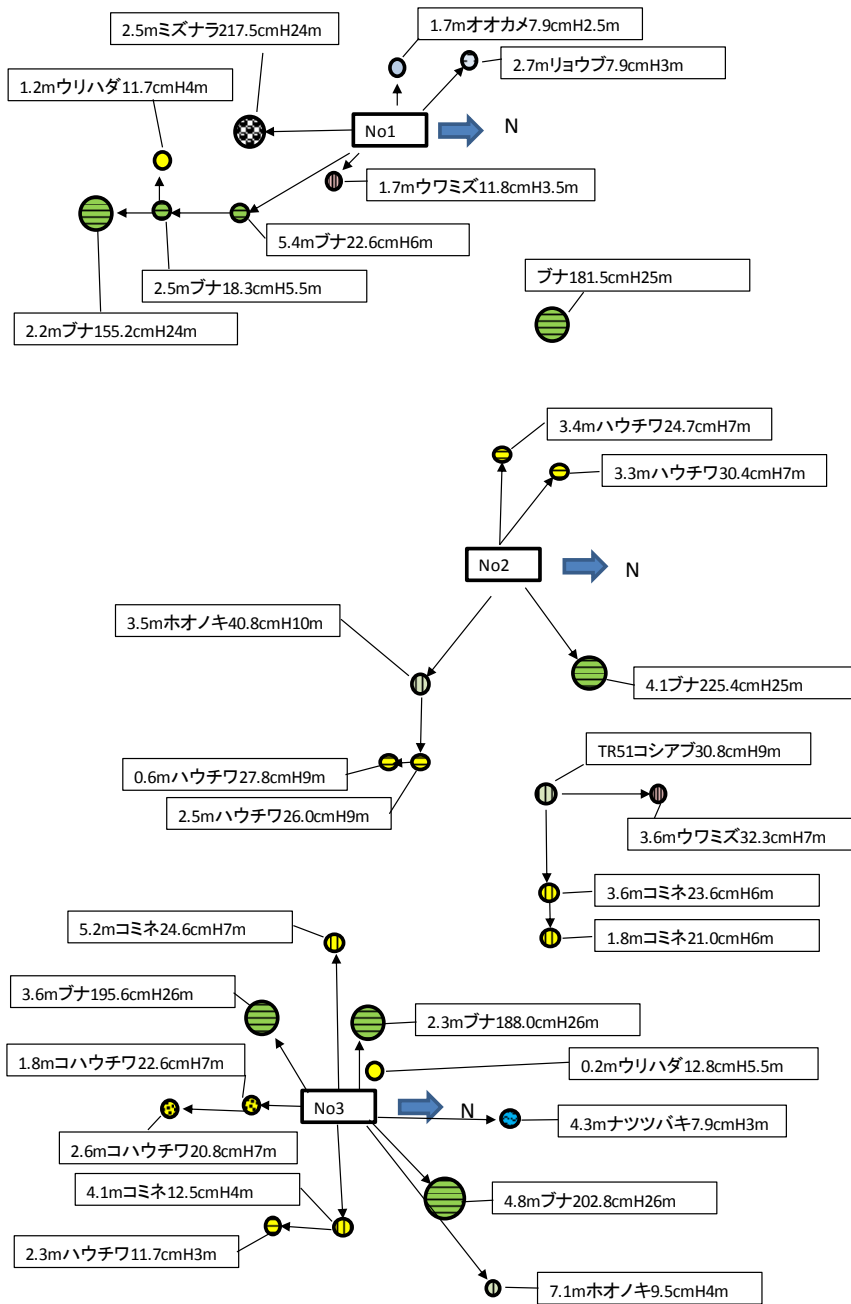 2.5mミズナラ217.5cmH24m
1.7mオオカメ7.9cmH2.5m
2.7mリョウブ7.9cmH3m
1.2mウリハダ11.7cmH4m
No1
N
1.7mウワミズ11.8cmH3.5m
5.4mブナ22.6cmH6m
2.5mブナ18.3cmH5.5m
2.2mブナ155.2cmH24m
ブナ181.5cmH25m
3.4mハウチワ24.7cmH7m
3.3mハウチワ30.4cmH7m
No2
N
3.5mホオノキ40.8cmH10m
4.1ブナ225.4cmH25m
TR51コシアブ30.8cmH9m
0.6mハウチワ27.8cmH9m
2.5mハウチワ26.0cmH9m
3.6mウワミズ32.3cmH7m
3.6mコミネ23.6cmH6m
5.2mコミネ24.6cmH7m
1.8mコミネ21.0cmH6m
3.6mブナ195.6cmH26m
2.3mブナ188.0cmH26m
1.8mコハウチワ22.6cmH7m
0.2mウリハダ12.8cmH5.5m
No3
N
4.3mナツツバキ7.9cmH3m
2.6mコハウチワ20.8cmH7m
4.1mコミネ12.5cmH4m
4.8mブナ202.8cmH26m
2.3mハウチワ11.7cmH3m
7.1mホオノキ9.5cmH4m